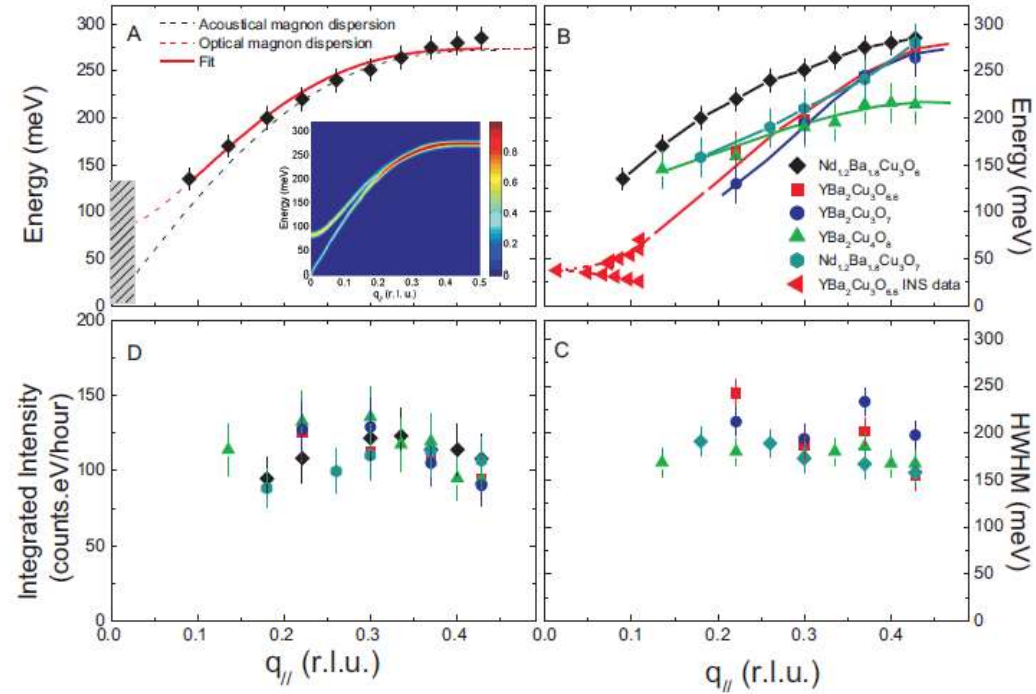 A
Acoustical magnon dispersion
Optical magnon dispersion
Fit
Energy (meV)
300
250
200
150
100
50
0
Energy (meV)
300
250
200
150
100
50
0
0.0 0.1 0.2 0.3 0.4 0.5
q// (r.l.u.)
0.8
0.6
0.4
0.2
0
B
Nd1.2Ba1.8Cu3O6
YBa2Cu3O6.6
YBa2Cu3O7
YBa2Cu4O8
Nd1.2Ba1.8Cu3O7
YBa2Cu3O6.6 INS data
300
250
200
150
100
50
0
Energy (meV)
D
Integrated Intensity
(counts.eV/hour)
200
150
100
50
0
0.0 0.1 0.2 0.3 0.4
q// (r.l.u.)
C
300
250
200
150
100
50
0
HWHM (meV)
0.0 0.1 0.2 0.3 0.4
q// (r.l.u.)